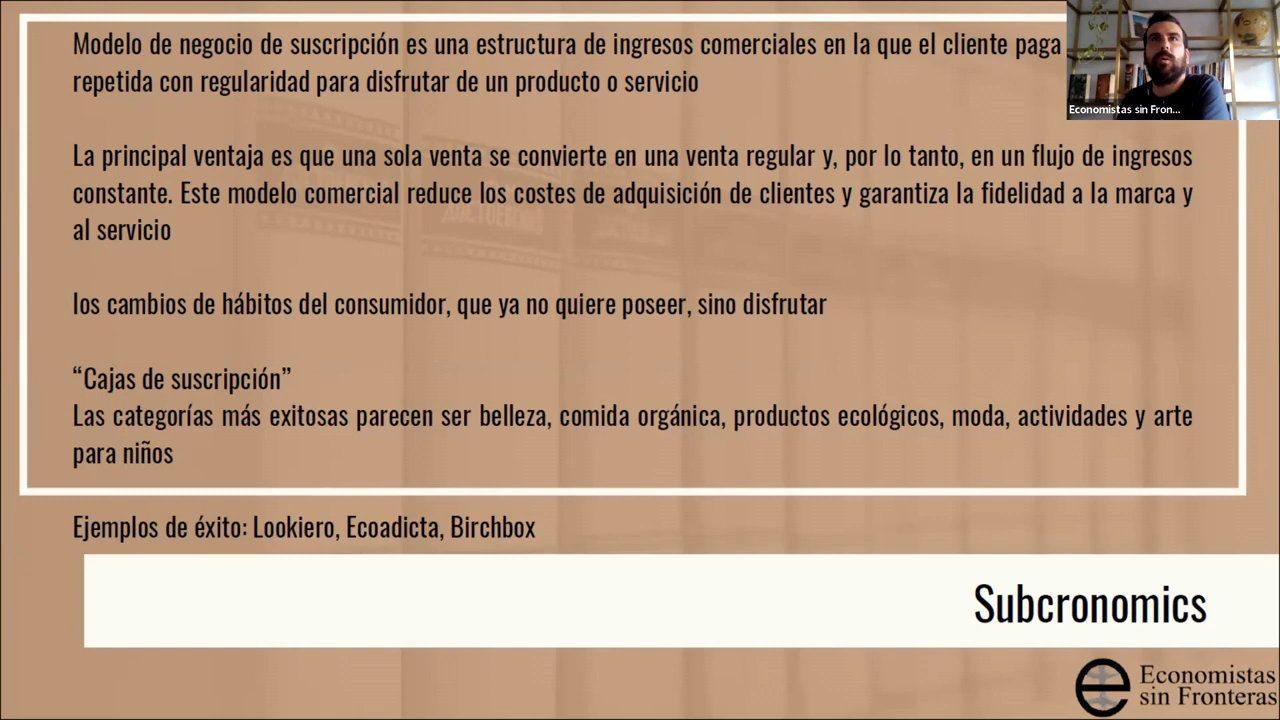 Modelo de negocio de suscripción es una estructura de ingresos comerciales en la que el cliente paga
repetida con regularidad para disfrutar de un producto o servicio
La principal ventaja es que una sola venta se convierte en una venta regular y, por lo tanto, en un flujo de ingresos
constante. Este modelo comercial reduce los costes de adquisición de clientes y garantiza la fidelidad a la marca y
al servicio
los cambios de hábitos del consumidor, que ya no quiere poseer, sino disfrutar
“Cajas de suscripción”
Las categorías más exitosas parecen ser belleza, comida orgánica, productos ecológicos, moda, actividades y arte
para niños
Ejemplos de éxito: Lookiero, Ecoadicta, Birchbox
Subcronomics
Economistas sin Fron...
Economistas
sin Fronteras